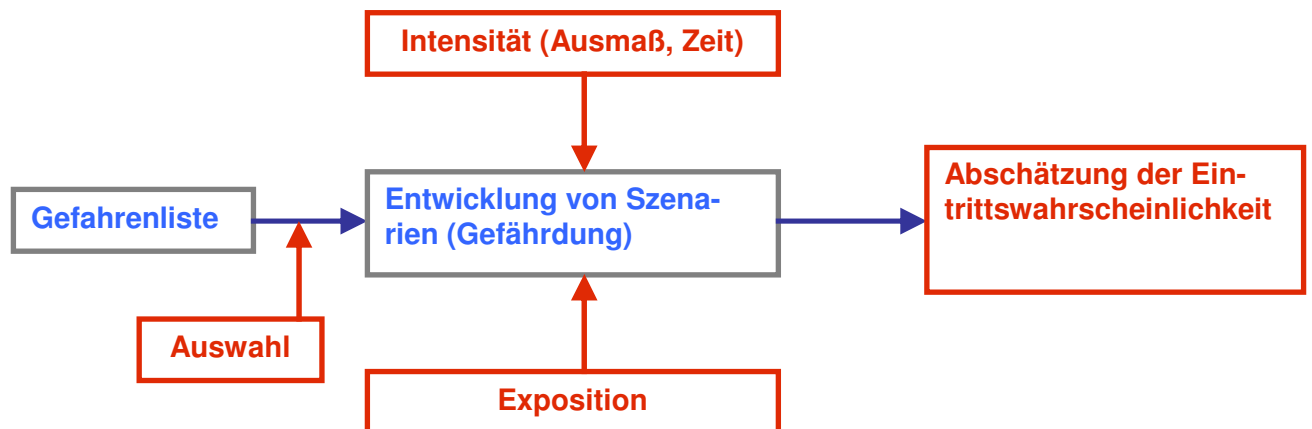 Intensität (Ausmaß, Zeit)
Gefahrenliste
Entwicklung von Szena-
rien (Gefährdung)
Abschätzung der Ein-
trittswahrscheinlichkeit
Auswahl
Exposition